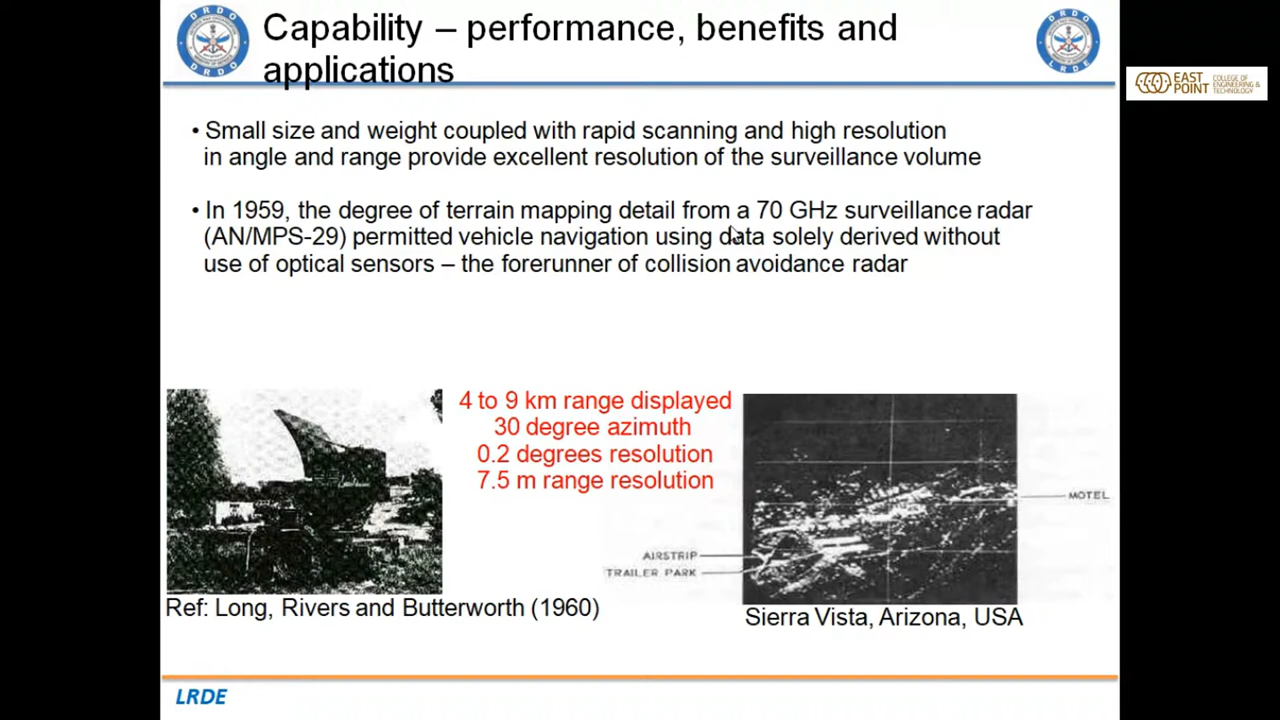 DRDO
DRDO
Capability – performance, benefits and
applications
DRDO
LRDE
EAST
POINT
COLLEGE OF
ENGINEERING &
TECHNOLOGY
• Small size and weight coupled with rapid scanning and high resolution
in angle and range provide excellent resolution of the surveillance volume
• In 1959, the degree of terrain mapping detail from a 70 GHz surveillance radar
(AN/MPS-29) permitted vehicle navigation using data solely derived without
use of optical sensors – the forerunner of collision avoidance radar
4 to 9 km range displayed
30 degree azimuth
0.2 degrees resolution
7.5 m range resolution
MOTEL
AIRSTRIP
TRAILER PARK
Ref: Long, Rivers and Butterworth (1960)
Sierra Vista, Arizona, USA
LRDE